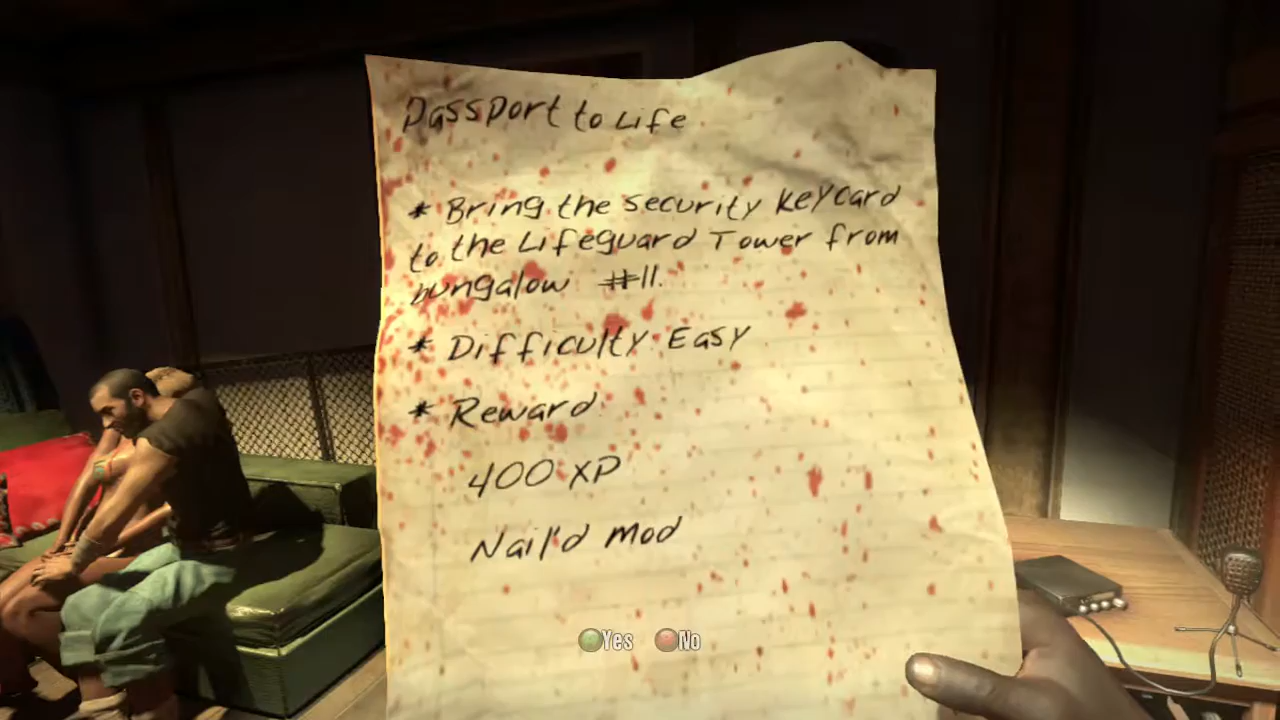 Passport to Life
* Bring the security keycard
to the Lifeguard Tower from
bungalow #11.
* Difficulty Easy
* Reward
400 XP
Nail'd Mod
Yes No